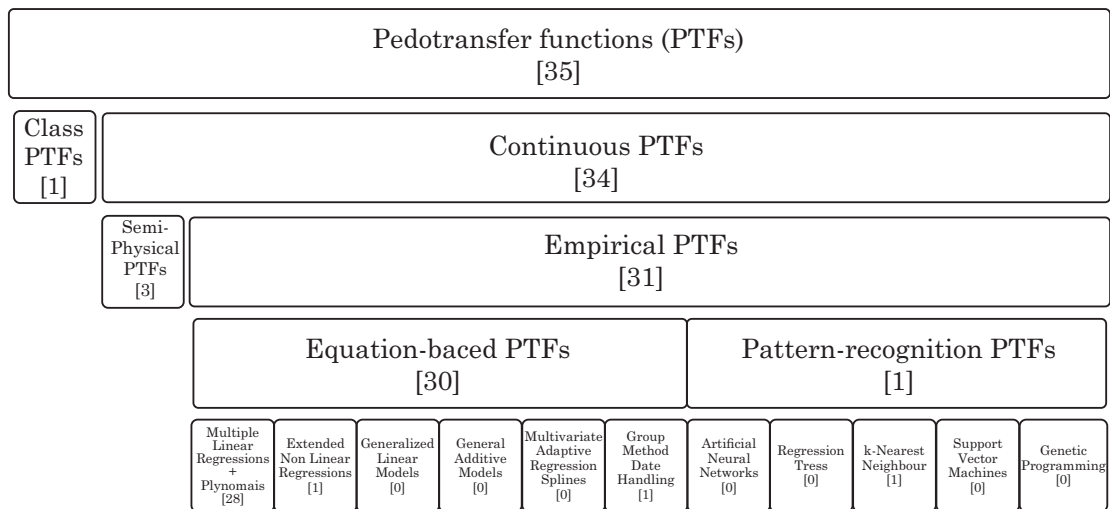 Pedotransfer functions (PTFs)
[35]
Class
PTFs
[1]
Continuous PTFs
[34]
Semi-
Physical
PTFs
[3]
Empirical PTFs
[31]
Equation-baced PTFs
[30]
Pattern-recognition PTFs
[1]
Multiple
Linear
Regressions
+
Plynomais
[28]
Extended
Non Linear
Regressions
[1]
Generalized
Linear
Models
[0]
General
Additive
Models
[0]
Multivariate
Adaptive
Regression
Splines
[0]
Group
Method
Date
Handling
[1]
Artificial
Neural
Networks
[0]
Regression
Tress
[0]
k-Nearest
Neighbour
[1]
Support
Vector
Machines
[0]
Genetic
Programming
[0]